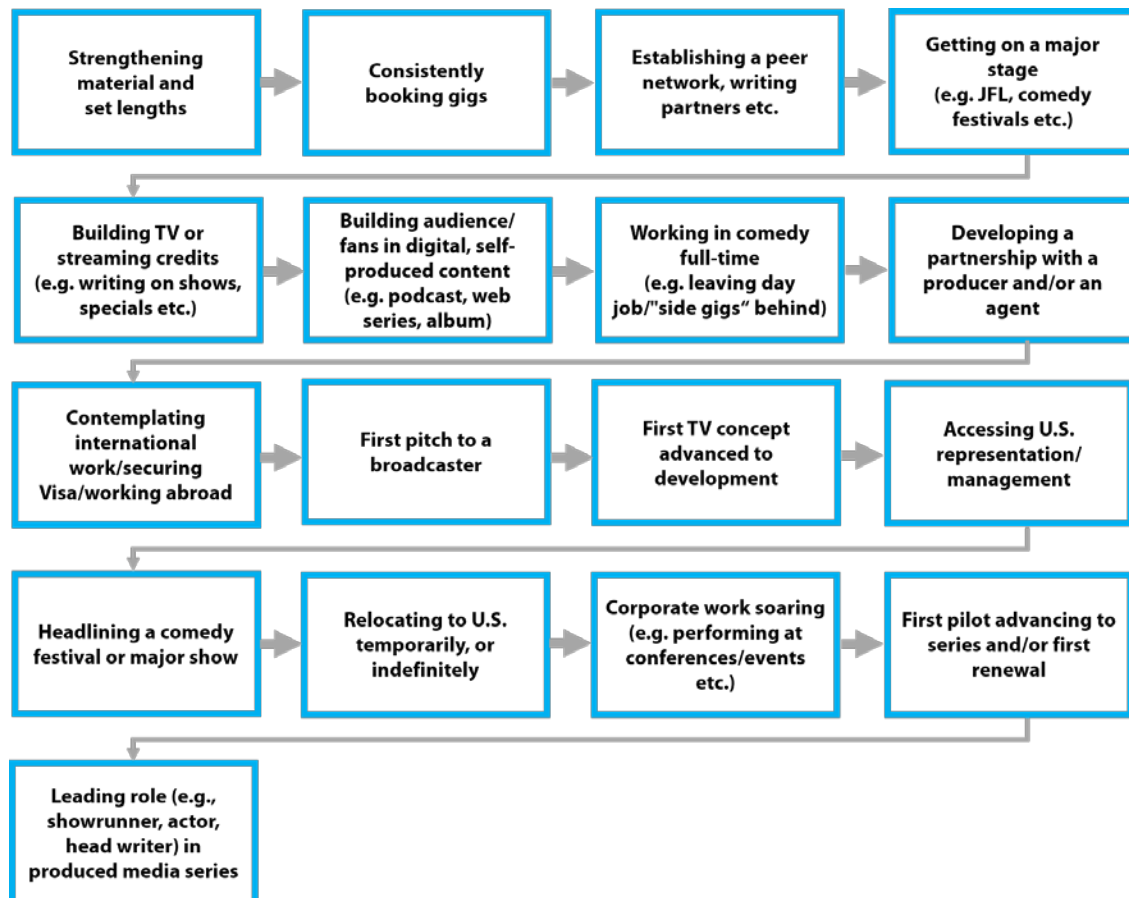 Strengthening
material and
set lengths
Consistently
booking gigs
Establishing a peer
network, writing
partners etc.
Getting on a major
stage
(e.g. JFL, comedy
festivals etc.)
Building TV or
streaming credits
(e.g. writing on shows,
specials etc.)
Building audience/
fans in digital, self-
produced content
(e.g. podcast, web
series, album)
Working in comedy
full-time
(e.g. leaving day
job/"side gigs“ behind)
Developing a
partnership with a
producer and/or an
agent
Contemplating
international
work/securing
Visa/working abroad
First pitch to a
broadcaster
First TV concept
advanced to
development
Accessing U.S.
representation/
management
Headlining a comedy
festival or major show
Relocating to U.S.
temporarily, or
indefinitely
Corporate work soaring
(e.g. performing at
conferences/events
etc.)
First pilot advancing to
series and/or first
renewal
Leading role (e.g.,
showrunner, actor,
head writer) in
produced media series